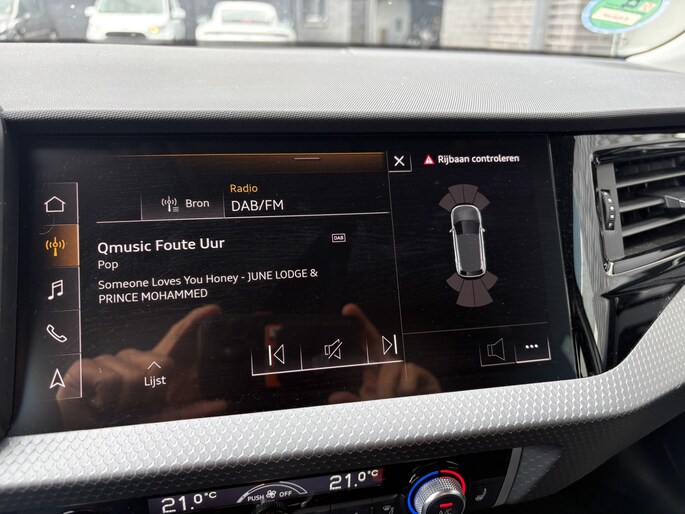 Rijbaan controleren
Radio
Bron
DAB/FM
Qmusic Foute Uur
DAB
Pop
Someone Loves You Honey - JUNE LODGE &
PRINCE MOHAMMED
Lijst
21.0°C
PUSH OFF
21.0°C